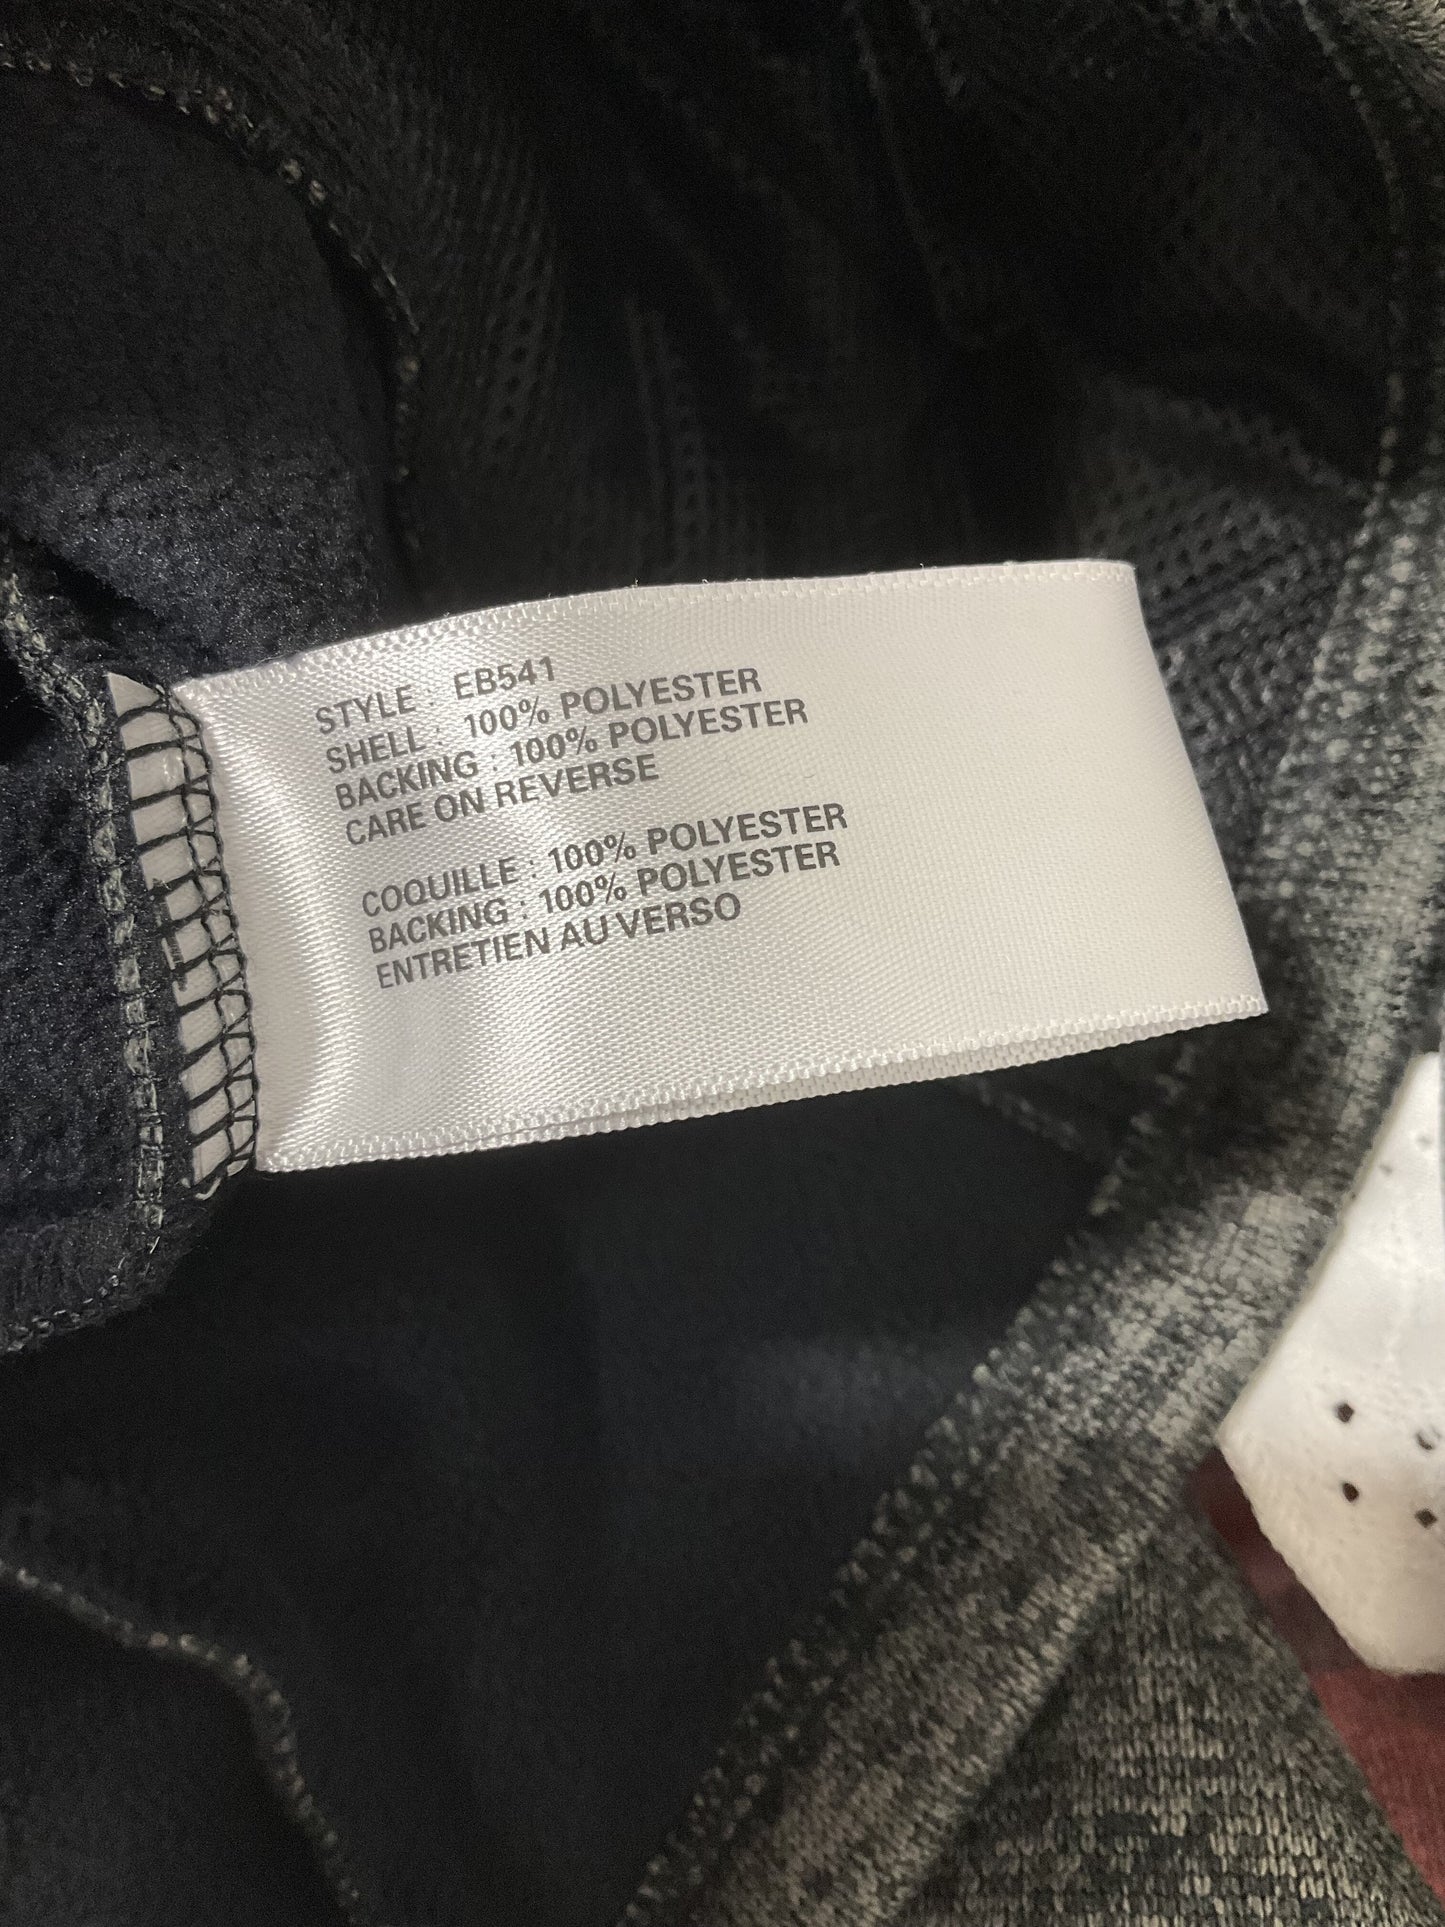 STYLE : EB541
SHELL : 100% POLYESTER
BACKING : 100% POLYESTER
CARE ON REVERSE
COQUILLE : 100% POLYESTER
BACKING : 100% POLYESTER
ENTRETIEN AU VERSO